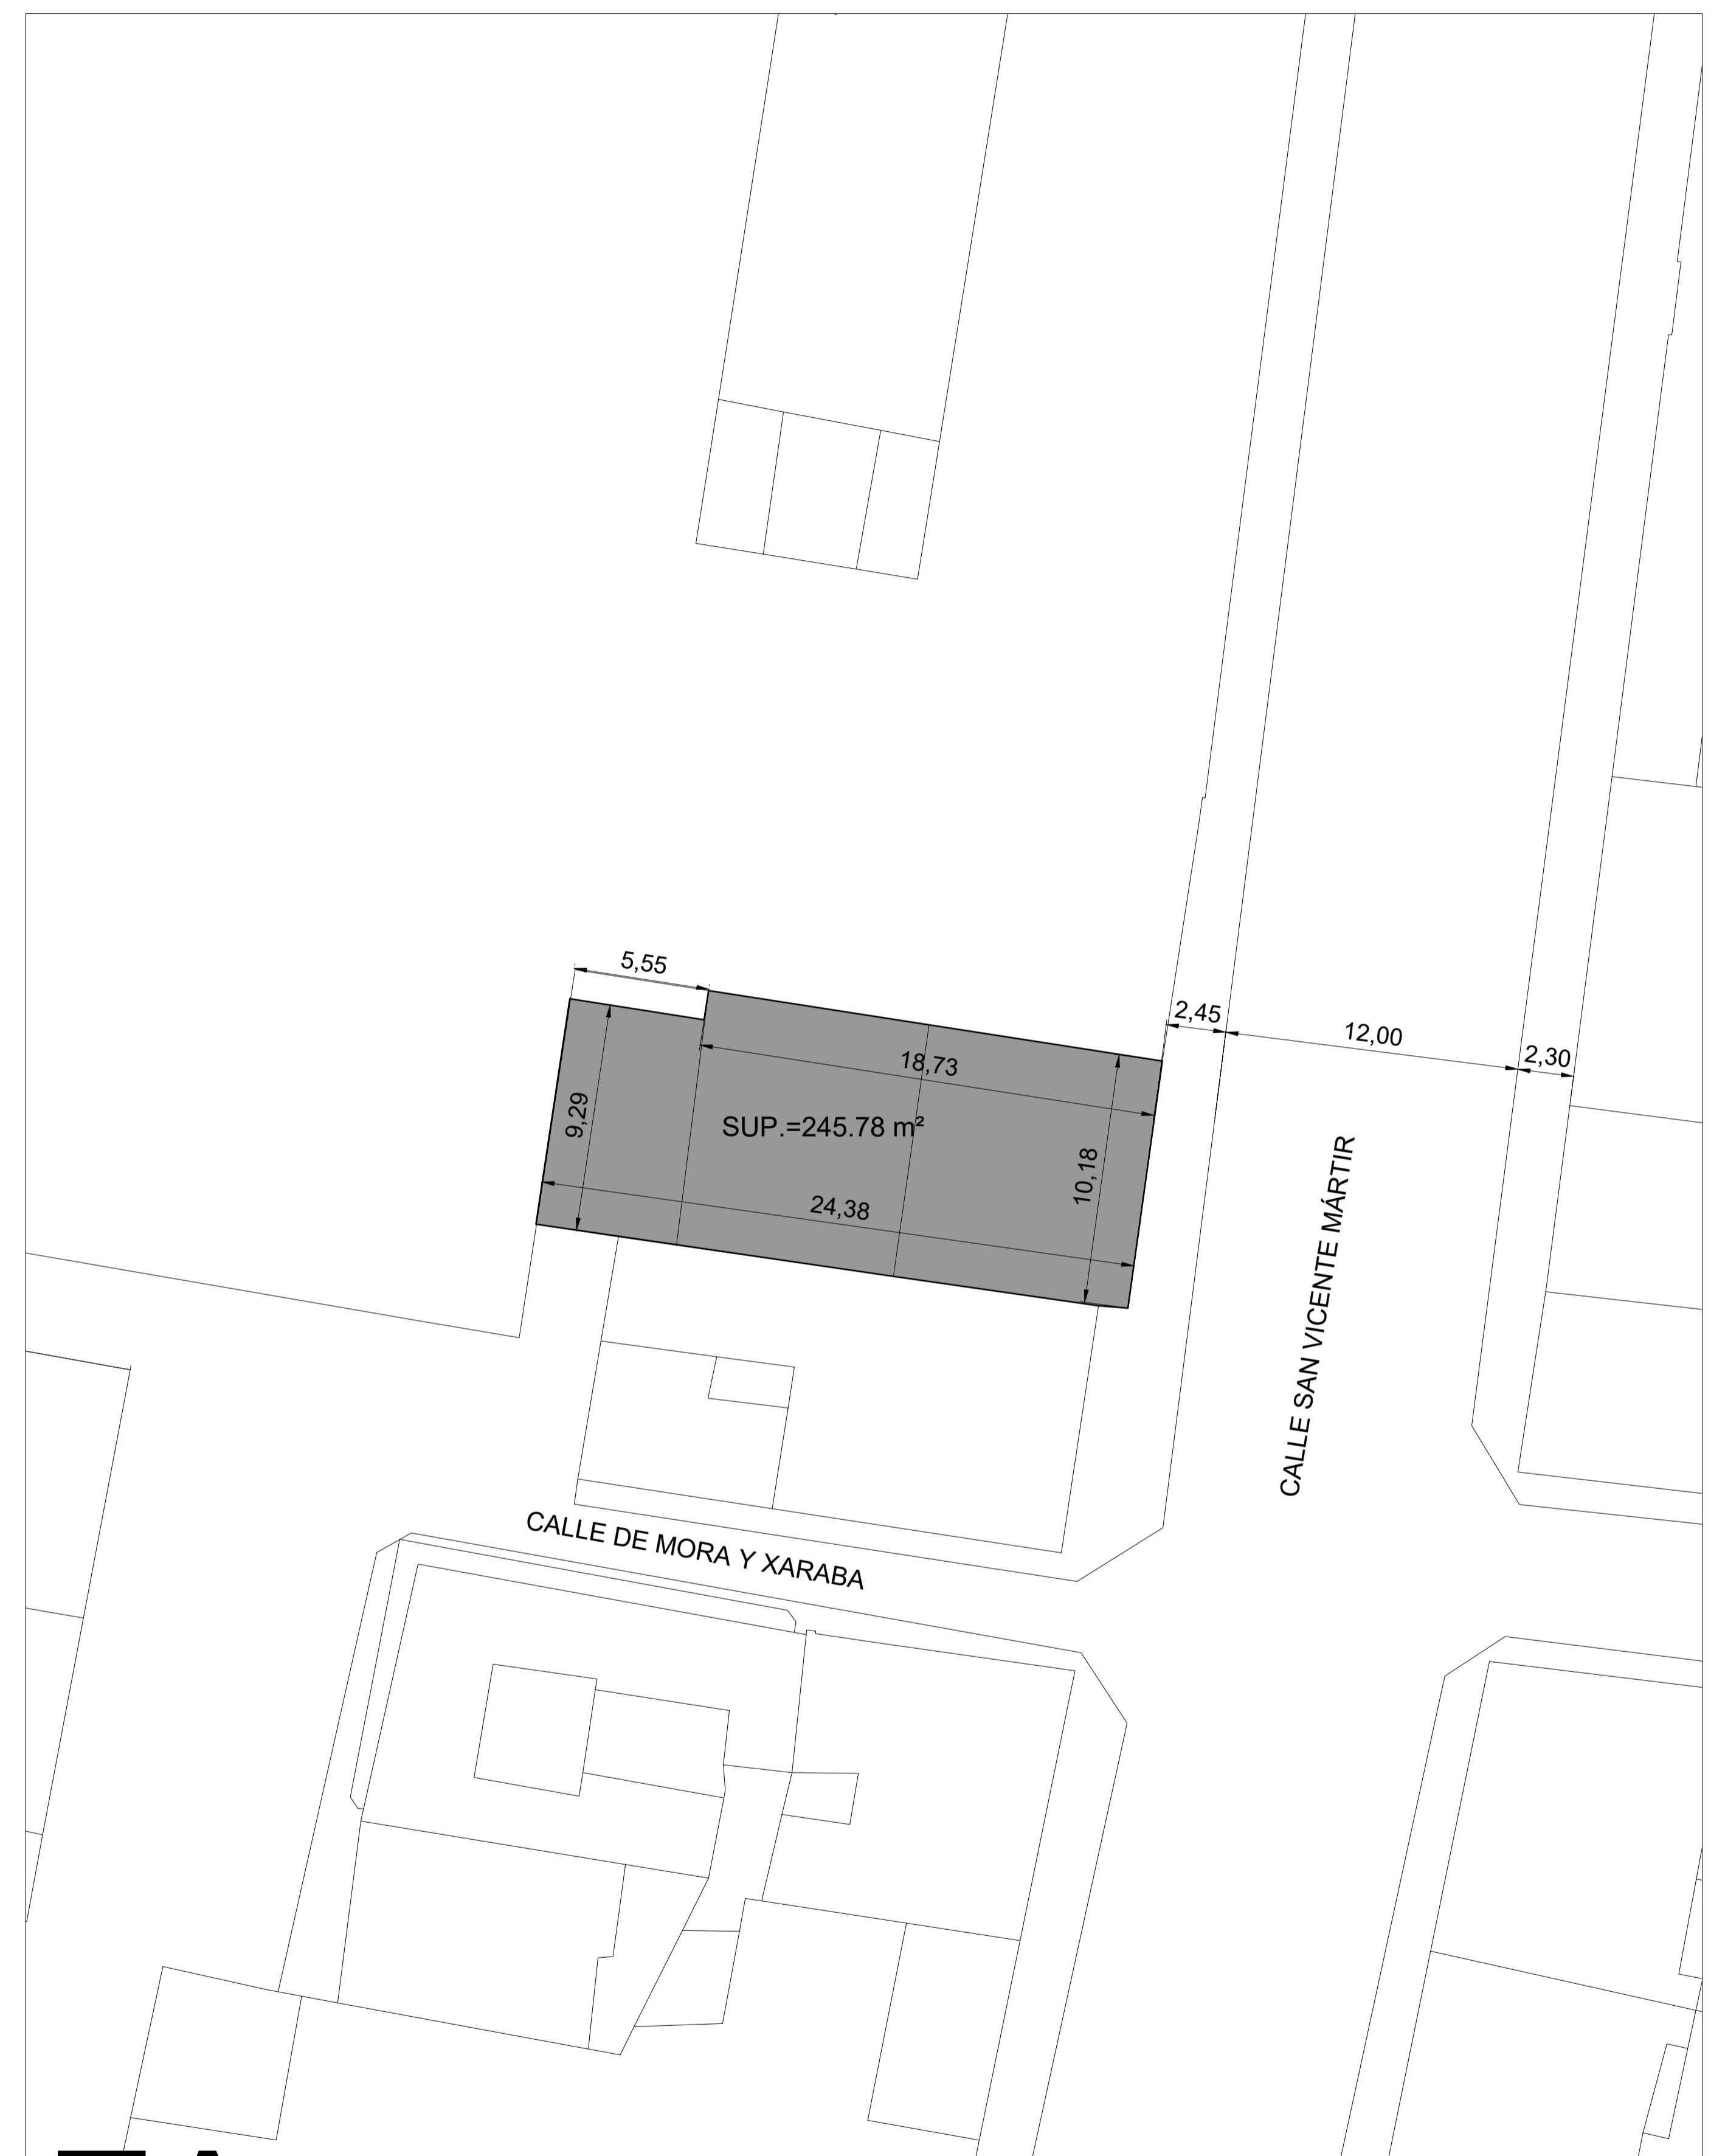 5,55
2,45
12,00
2,30
18,73
9,29
SUP.=245.78 m²
10,18
24,38
CALLE SAN VICENTE MÁRTIR
CALLE DE MORA Y XARABA